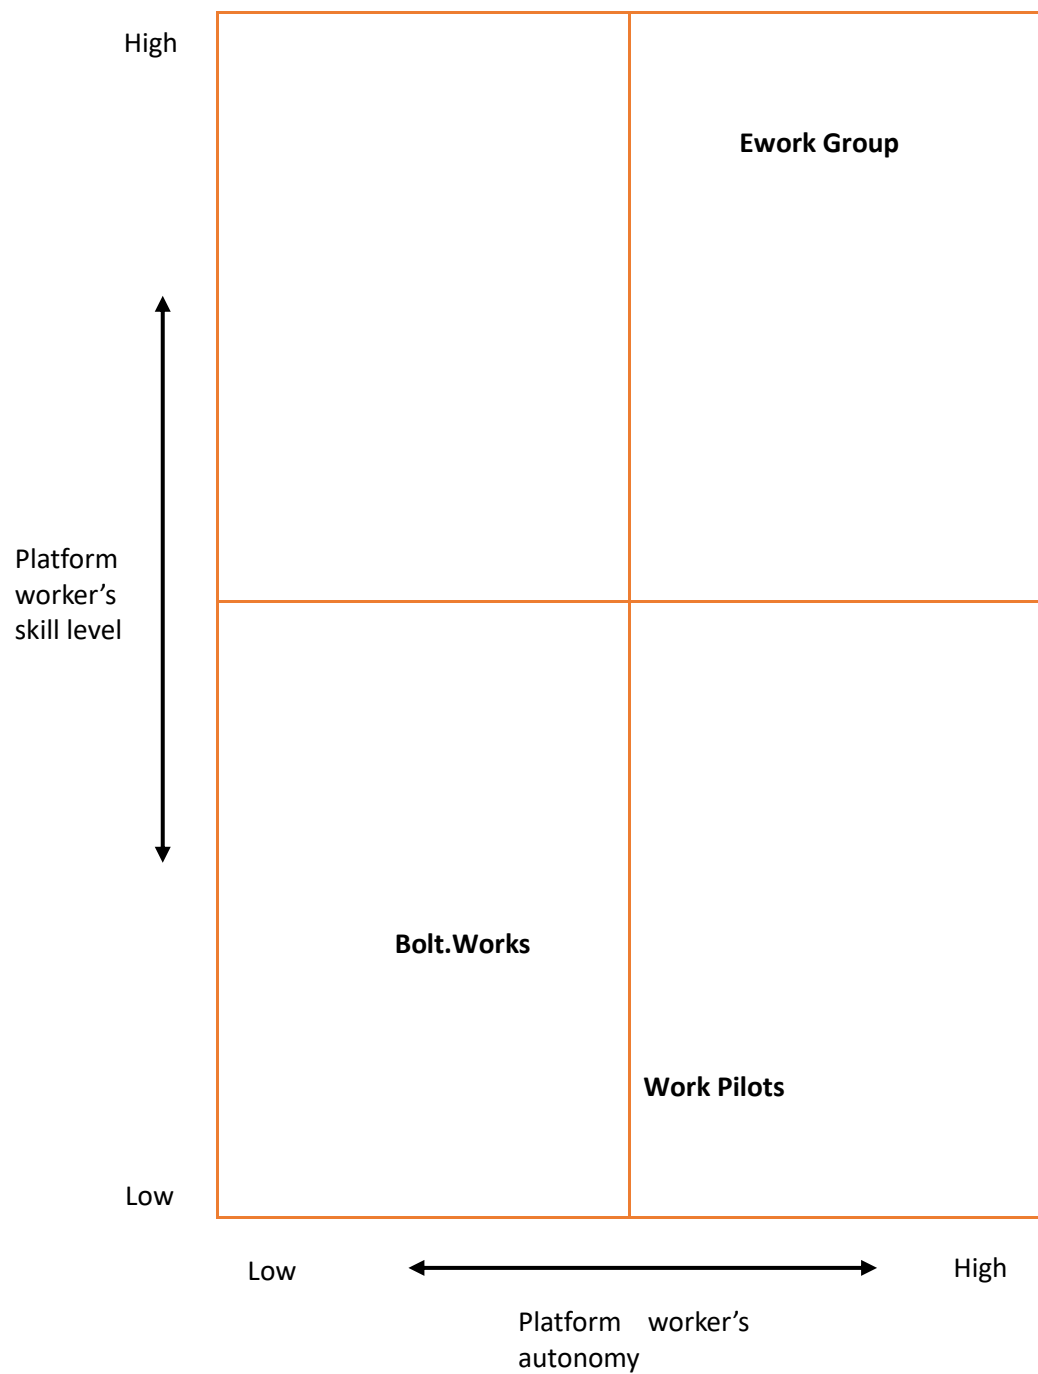 High
Ework Group
Platform
worker’s
skill level
Bolt.Works
Work Pilots
Low
Low
High
Platform worker’s
autonomy